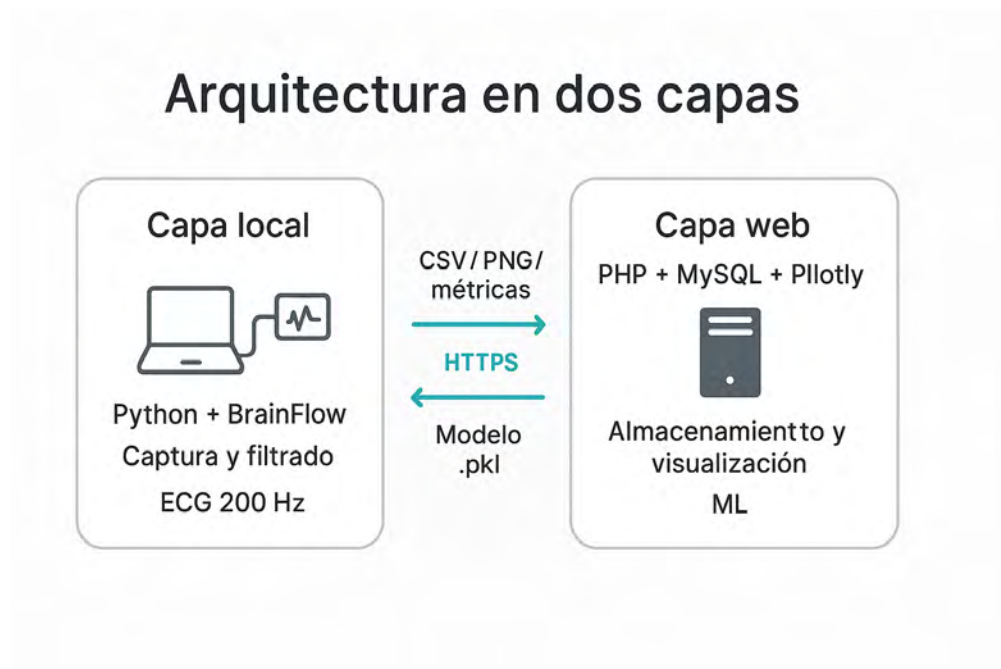 Arquitectura en dos capas
Capa local
Python + BrainFlow
Captura y filtrado
ECG 200 Hz
CSV / PNG /
métricas
HTTPS
Modelo
.pkl
Capa web
PHP + MySQL + Pllotly
Almacenamientto y
visualización
ML